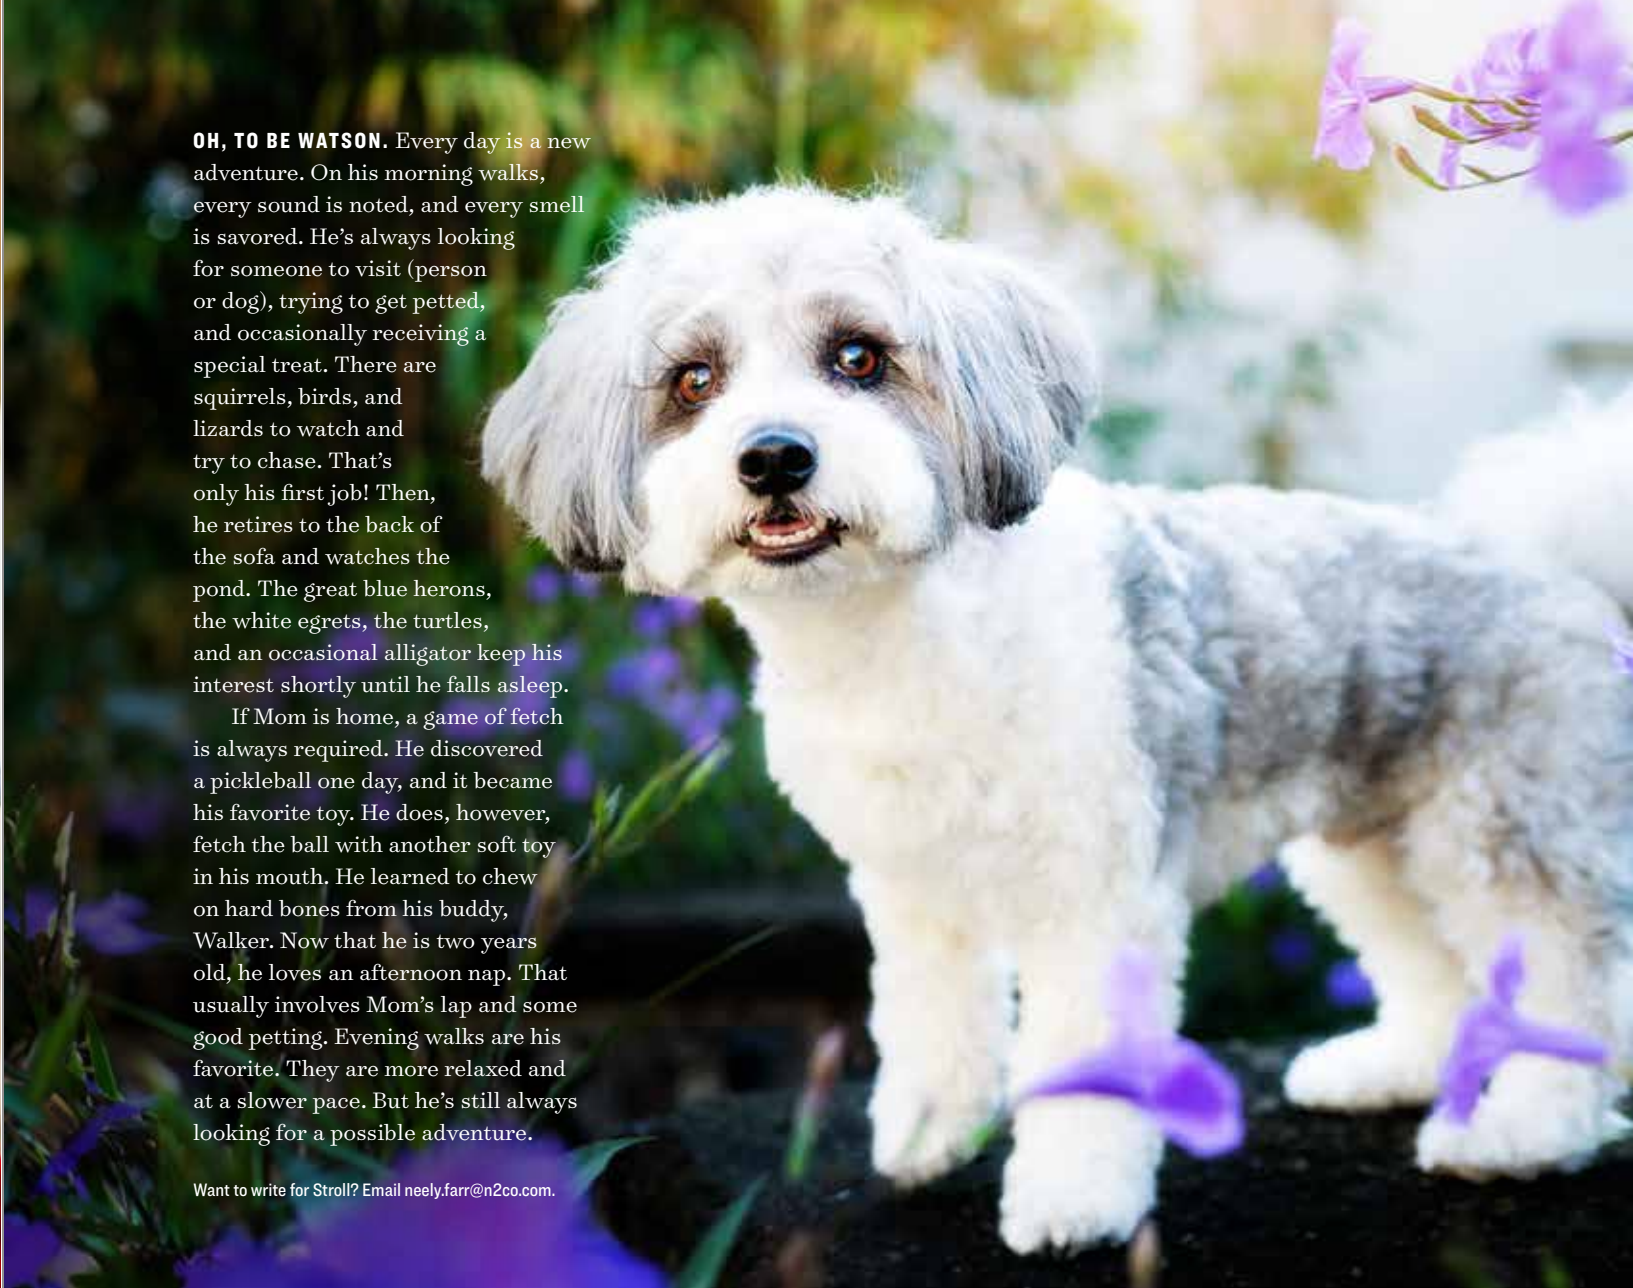 OH, TO BE WATSON. Every day is a new
adventure. On his morning walks,
every sound is noted, and every smell
is savored. He’s always looking
for someone to visit (person
or dog), trying to get petted,
and occasionally receiving a
special treat. There are
squirrels, birds, and
lizards to watch and
try to chase. That’s
only his first job! Then,
he retires to the back of
the sofa and watches the
pond. The great blue herons,
the white egrets, the turtles,
and an occasional alligator keep his
interest shortly until he falls asleep.
If Mom is home, a game of fetch
is always required. He discovered
a pickleball one day, and it became
his favorite toy. He does, however,
fetch the ball with another soft toy
in his mouth. He learned to chew
on hard bones from his buddy,
Walker. Now that he is two years
old, he loves an afternoon nap. That
usually involves Mom’s lap and some
good petting. Evening walks are his
favorite. They are more relaxed and
at a slower pace. But he’s still always
looking for a possible adventure.
Want to write for Stroll? Email neely.farr@n2co.com.